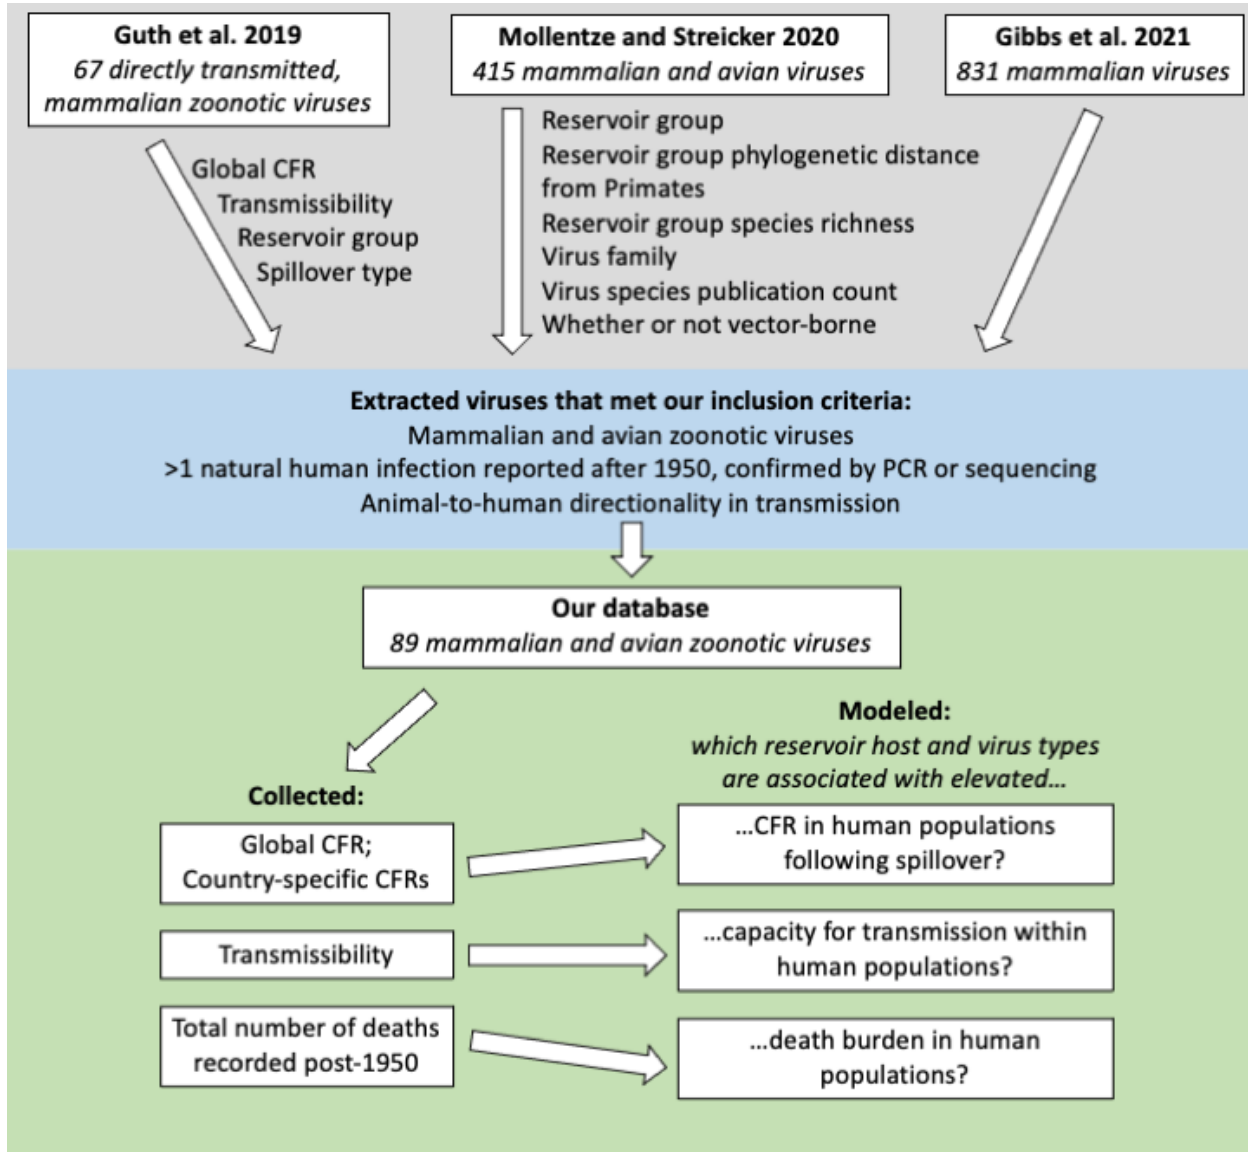 Guth et al. 2019
67 directly transmitted,
mammalian zoonotic viruses
Mollentze and Streicker 2020
415 mammalian and avian viruses
Gibbs et al. 2021
831 mammalian viruses
Global CFR
Transmissibility
Reservoir group
Spillover type
Reservoir group
Reservoir group phylogenetic distance
from Primates
Reservoir group species richness
Virus family
Virus species publication count
Whether or not vector-borne
Extracted viruses that met our inclusion criteria:
Mammalian and avian zoonotic viruses
>1 natural human infection reported after 1950, confirmed by PCR or sequencing
Animal-to-human directionality in transmission
Our database
89 mammalian and avian zoonotic viruses
Collected:
Global CFR;
Country-specific CFRs
Transmissibility
Total number of deaths
recorded post-1950
Modeled:
which reservoir host and virus types
are associated with elevated...
...CFR in human populations
following spillover?
...capacity for transmission within
human populations?
...death burden in human
populations?